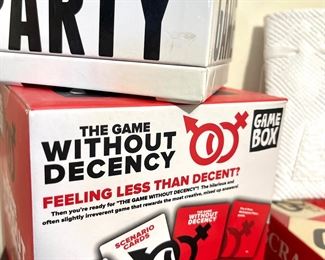 PARTY
THE GAME
WITHOUT
DECENCY
GAME
BOX
FEELING LESS THAN DECENT?
Then you're ready for "THE GAME WITHOUT DECENCY"! The hilarious and
often slightly irreverent game that rewards the most creative, mixed up answers!
SCENARIO
CARDS
WITHOUT
DECENCY